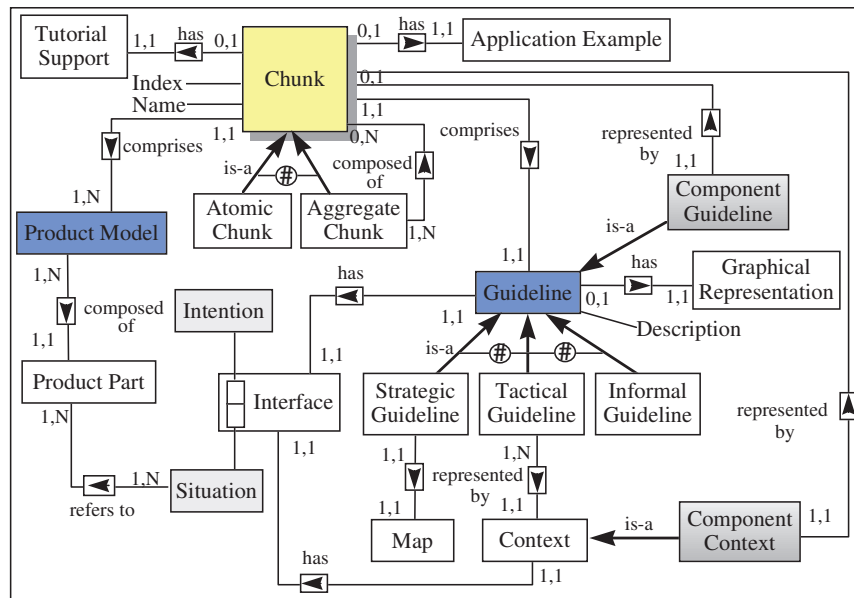 Tutorial
Support
1,1
has
0,1
Chunk
0,1
has
1,1
Application Example
0,1
Index
Name
1,1
1,1
0,N
comprises
is-a
#
composed
of
comprises
represented
by
1,1
1,N
Atomic
Chunk
Aggregate
Chunk
1,N
Component
Guideline
Product Model
is-a
1,1
1,N
has
Guideline
has
0,1
1,1
Graphical
Representation
composed
of
Intention
1,1
Description
1,1
is-a
#
#
1,1
Product Part
Interface
Strategic
Guideline
Tactical
Guideline
Informal
Guideline
represented
by
1,N
1,1
1,1
1,N
represented
by
1,N
Situation
refers to
1,1
1,1
Map
Context
is-a
Component
Context
1,1
has
1,1